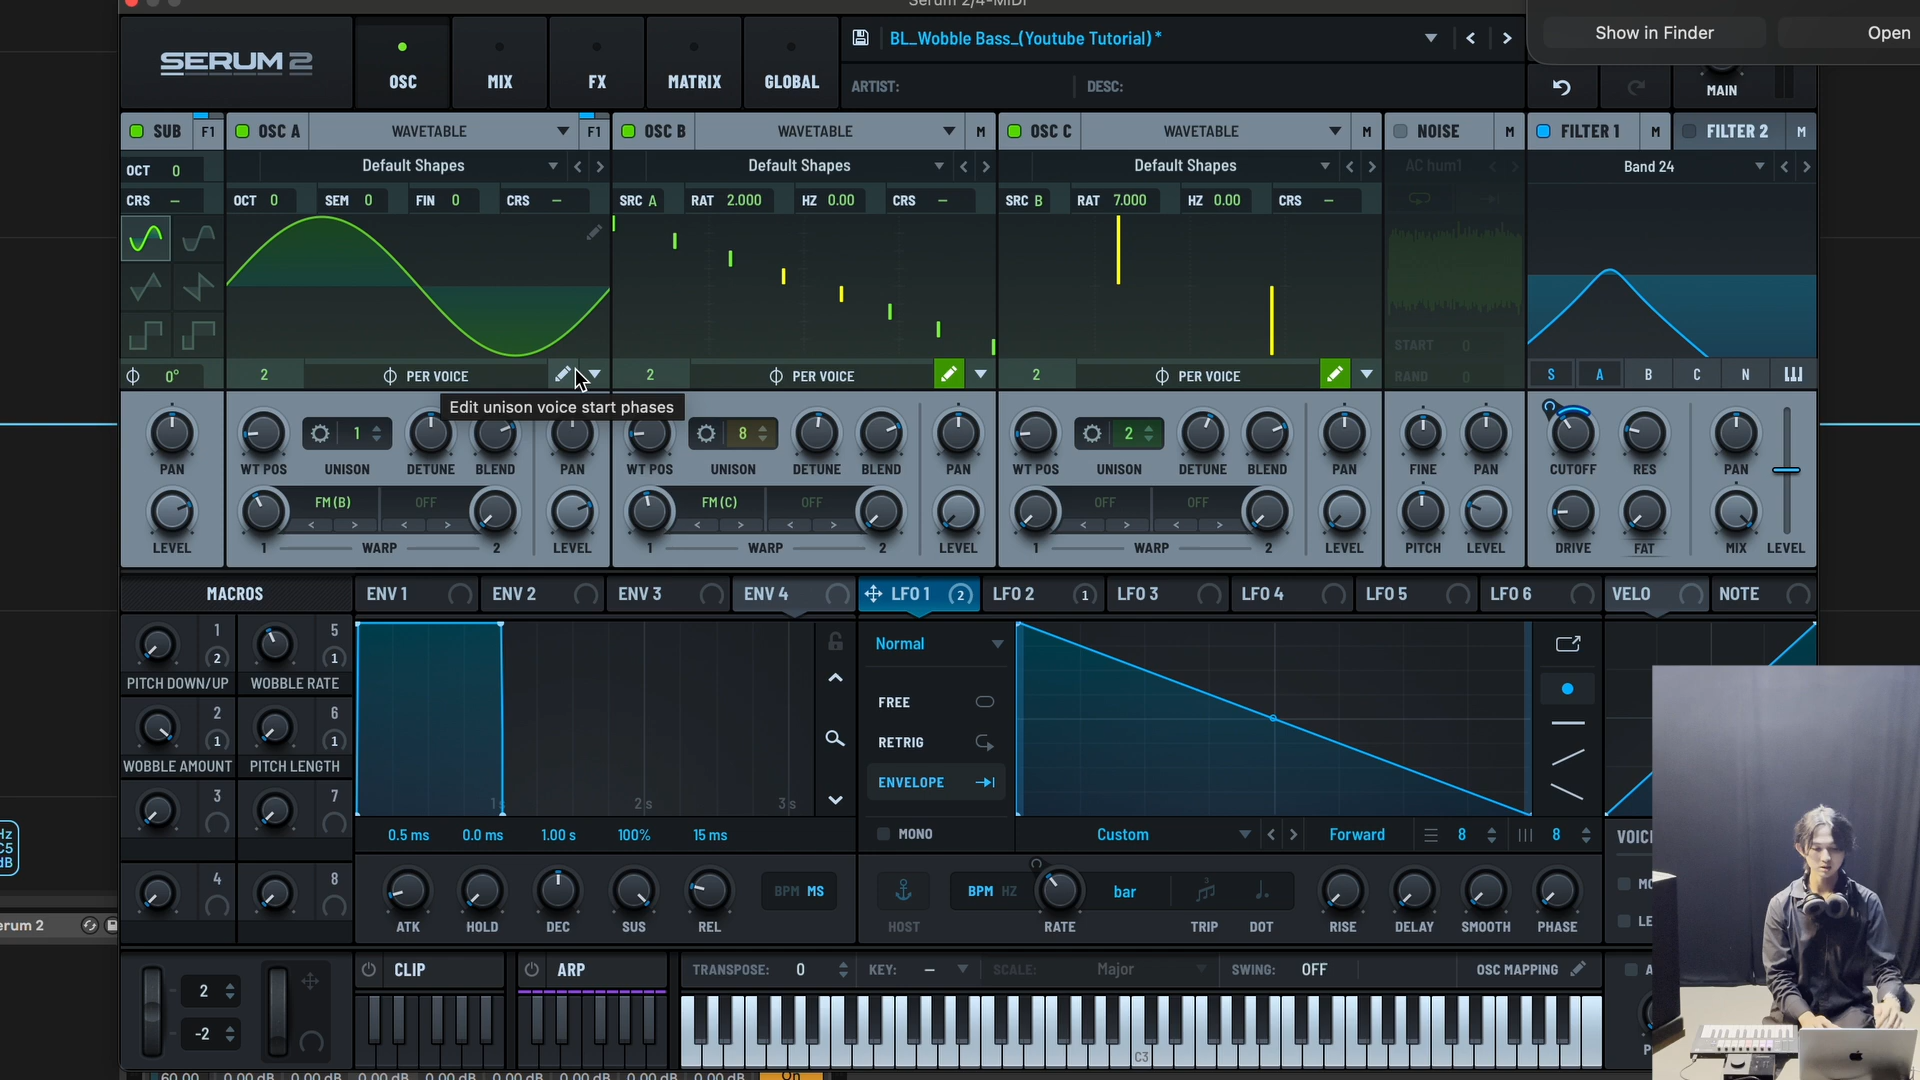 Serum 2/4-MIDI
Show in Finder
Open
SERUM 2
OSC
MIX
FX
MATRIX
GLOBAL
BL_Wobble Bass_(Youtube Tutorial)*
ARTIST:
DESC:
MAIN
SUB
F1
OSC A
WAVETABLE
F1
OSC B
WAVETABLE
M
OSC C
WAVETABLE
M
NOISE
M
FILTER 1
M
FILTER 2
M
OCT 0
Default Shapes
Default Shapes
Default Shapes
AC hum1
Band 24
CRS –
OCT 0
SEM 0
FIN 0
CRS –
SRC A
RAT 2.000
HZ 0.00
CRS –
SRC B
RAT 7.000
HZ 0.00
CRS –
START 0
RAND 0
0°
2
PER VOICE
2
PER VOICE
2
PER VOICE
S
A
B
C
N
Edit unison voice start phases
1
8
2
PAN
WT POS
UNISON
DETUNE
BLEND
PAN
WT POS
UNISON
DETUNE
BLEND
PAN
WT POS
UNISON
DETUNE
BLEND
PAN
FINE
PAN
CUTOFF
RES
PAN
FM (B)
OFF
FM (C)
OFF
OFF
OFF
LEVEL
1
WARP
2
LEVEL
1
WARP
2
LEVEL
1
WARP
2
LEVEL
PITCH
LEVEL
DRIVE
FAT
MIX
LEVEL
MACROS
ENV 1
ENV 2
ENV 3
ENV 4
LFO 1
2
LFO 2
1
LFO 3
LFO 4
LFO 5
LFO 6
VELO
NOTE
1
2
PITCH DOWN/UP
5
1
WOBBLE RATE
2
1
WOBBLE AMOUNT
6
1
PITCH LENGTH
3
7
4
8
1s
2s
3s
0.5 ms
0.0 ms
1.00 s
100%
15 ms
Normal
FREE
RETRIG
ENVELOPE
MONO
Custom
Forward
8
8
ATK
HOLD
DEC
SUS
REL
BPM
MS
HOST
BPM
HZ
RATE
bar
3
TRIP
DOT
RISE
DELAY
SMOOTH
PHASE
VOIC
MO
LE
Hz
C5
dB
erum 2
2
-2
CLIP
ARP
TRANSPOSE: 0
KEY: –
SCALE: Major
SWING: OFF
OSC MAPPING
A
C3
P
60.00
0.00 dB
0.00 dB
0.00 dB
0.00 dB
0.00 dB
0.00 dB
0.00 dB
0.00 dB
On